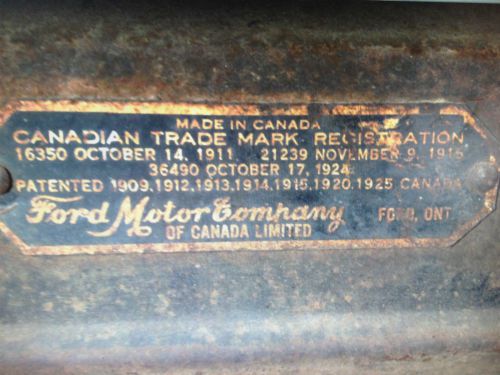 MADE IN CANADA
CANADIAN TRADE MARK REGISTRATION
16350 OCTOBER 14, 1911 21239 NOVEMBER 9, 1915
36490 OCTOBER 17, 1924
PATENTED 1909, 1912, 1913, 1914, 1915, 1920, 1925 CANADA
Ford Motor Company FORD, ONT.
OF CANADA LIMITED